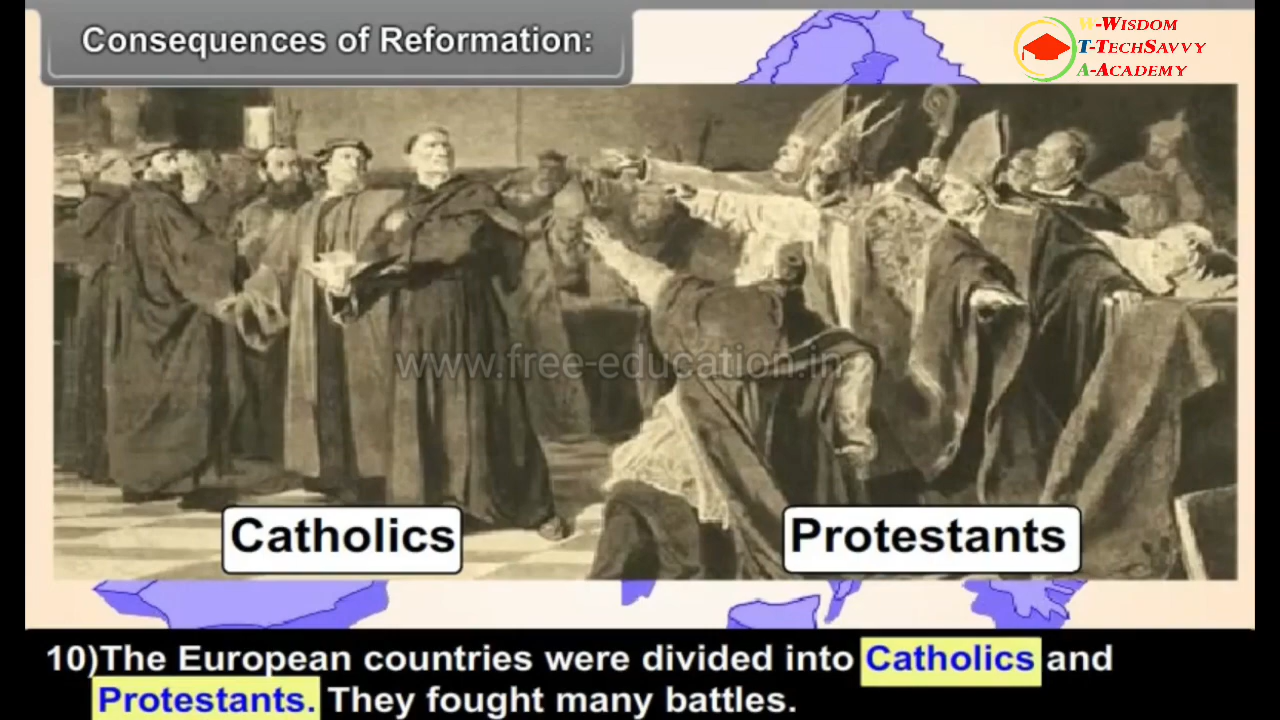 Consequences of Reformation:
W-WISDOM
T-TECHSAVVY
A-ACADEMY
www.free-education.in
Catholics
Protestants
10)The European countries were divided into Catholics and
Protestants. They fought many battles.